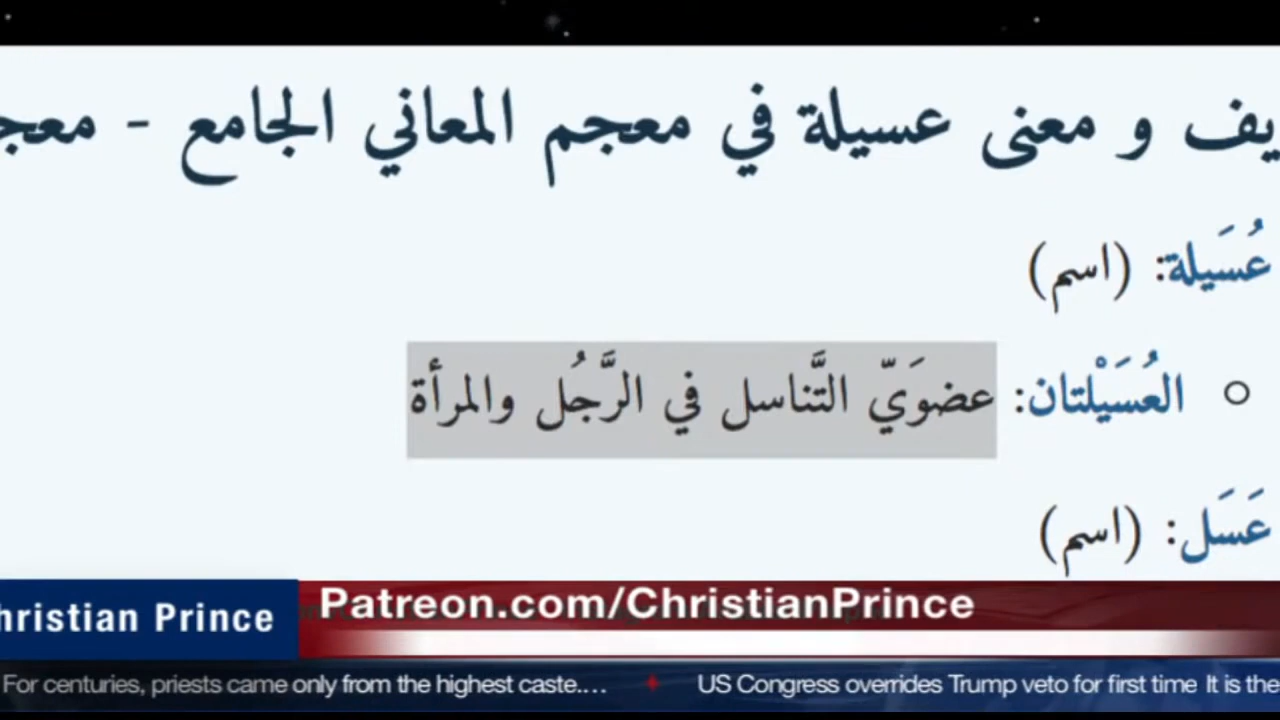 و معنى عسيلة في معجم المعاني الجامع -
عُسَيلة: (اسم)
العُسَيْلتان: عضوَيّ التَّناسل في الرَّجُل والمرأة
عَسَل: (اسم)
hristian Prince
Patreon.com/ChristianPrince
For centuries, priests came only from the highest caste.... ♦ US Congress overrides Trump veto for first time It is the